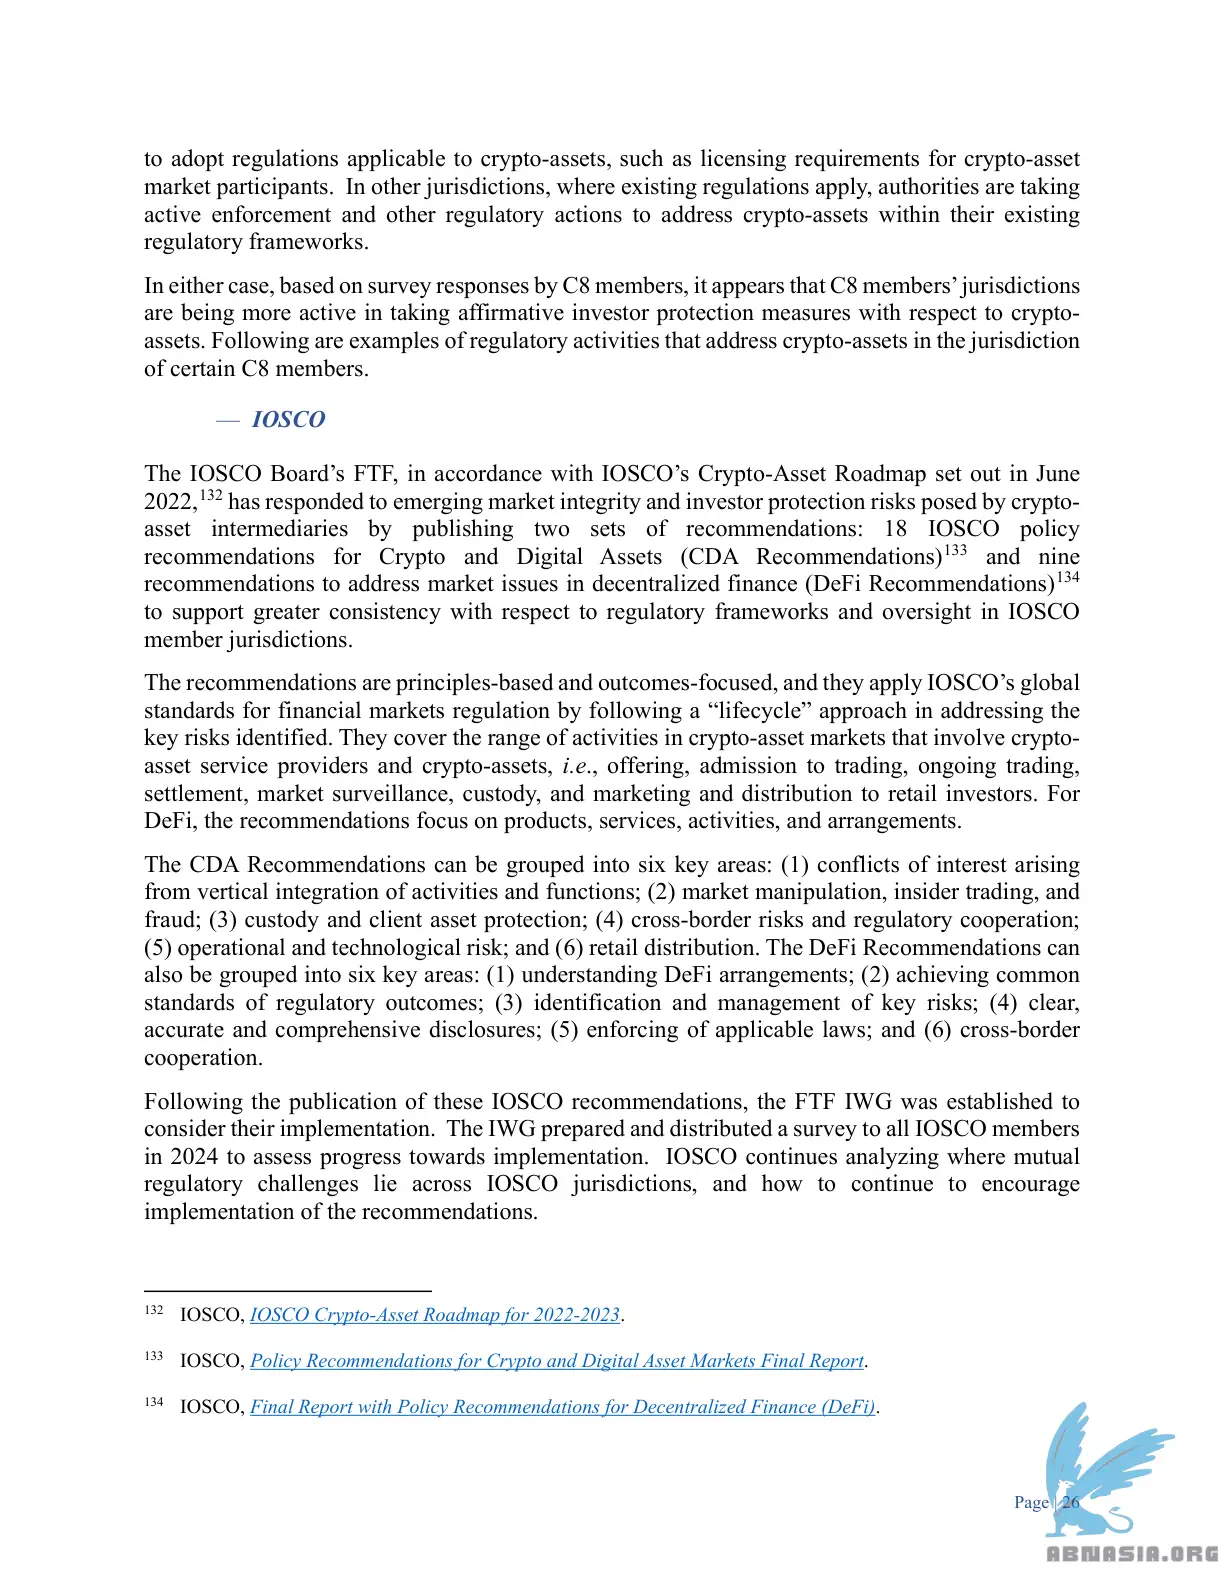 to adopt regulations applicable to crypto-assets, such as licensing requirements for crypto-asset
market participants.  In other jurisdictions, where existing regulations apply, authorities are taking
active enforcement and other regulatory actions to address crypto-assets within their existing
regulatory frameworks.
In either case, based on survey responses by C8 members, it appears that C8 members’ jurisdictions
are being more active in taking affirmative investor protection measures with respect to crypto-
assets. Following are examples of regulatory activities that address crypto-assets in the jurisdiction
of certain C8 members.
— IOSCO
The IOSCO Board’s FTF, in accordance with IOSCO’s Crypto-Asset Roadmap set out in June
2022,132 has responded to emerging market integrity and investor protection risks posed by crypto-
asset intermediaries by publishing two sets of recommendations: 18 IOSCO policy
recommendations for Crypto and Digital Assets (CDA Recommendations)133 and nine
recommendations to address market issues in decentralized finance (DeFi Recommendations)134
to support greater consistency with respect to regulatory frameworks and oversight in IOSCO
member jurisdictions.
The recommendations are principles-based and outcomes-focused, and they apply IOSCO’s global
standards for financial markets regulation by following a “lifecycle” approach in addressing the
key risks identified. They cover the range of activities in crypto-asset markets that involve crypto-
asset service providers and crypto-assets, i.e., offering, admission to trading, ongoing trading,
settlement, market surveillance, custody, and marketing and distribution to retail investors. For
DeFi, the recommendations focus on products, services, activities, and arrangements.
The CDA Recommendations can be grouped into six key areas: (1) conflicts of interest arising
from vertical integration of activities and functions; (2) market manipulation, insider trading, and
fraud; (3) custody and client asset protection; (4) cross-border risks and regulatory cooperation;
(5) operational and technological risk; and (6) retail distribution. The DeFi Recommendations can
also be grouped into six key areas: (1) understanding DeFi arrangements; (2) achieving common
standards of regulatory outcomes; (3) identification and management of key risks; (4) clear,
accurate and comprehensive disclosures; (5) enforcing of applicable laws; and (6) cross-border
cooperation.
Following the publication of these IOSCO recommendations, the FTF IWG was established to
consider their implementation.  The IWG prepared and distributed a survey to all IOSCO members
in 2024 to assess progress towards implementation.  IOSCO continues analyzing where mutual
regulatory challenges lie across IOSCO jurisdictions, and how to continue to encourage
implementation of the recommendations.
132 IOSCO, IOSCO Crypto-Asset Roadmap for 2022-2023.
133 IOSCO, Policy Recommendations for Crypto and Digital Asset Markets Final Report.
134 IOSCO, Final Report with Policy Recommendations for Decentralized Finance (DeFi).
Page | 26
ABNASIA.ORG